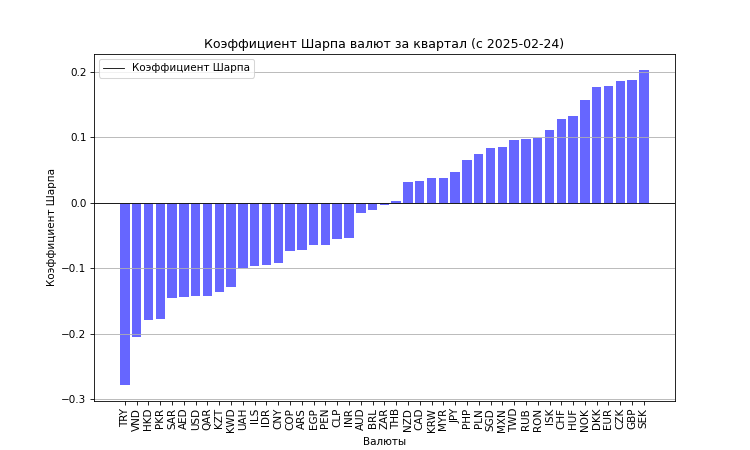 Коэффициент Шарпа валют за квартал (с 2025-02-24)
Коэффициент Шарпа
0.2
0.1
0.0
−0.1
−0.2
−0.3
Коэффициент Шарпа
TRY
VND
HKD
PKR
SAR
AED
USD
QAR
KZT
KWD
UAH
ILS
IDR
CNY
COP
ARS
EGP
PEN
CLP
INR
AUD
BRL
ZAR
THB
NZD
CAD
KRW
MYR
JPY
PHP
PLN
SGD
MXN
TWD
RUB
RON
ISK
CHF
HUF
NOK
DKK
EUR
CZK
GBP
SEK
Валюты